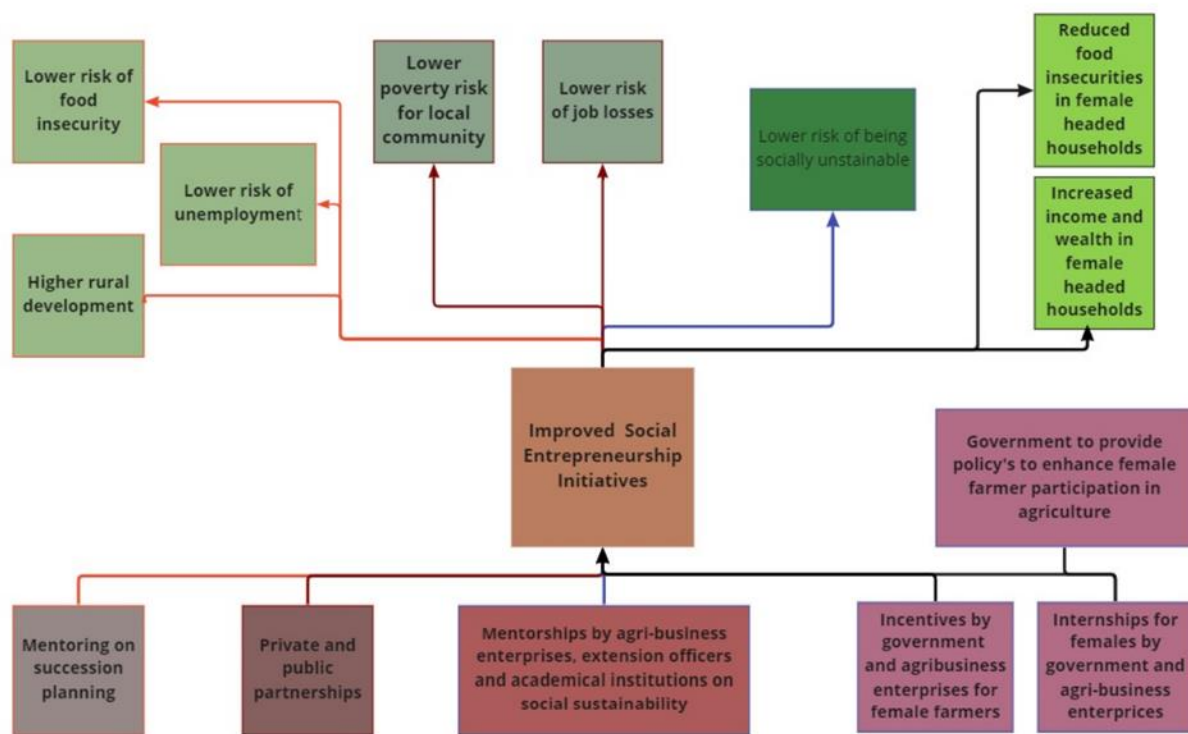 Lower risk of
food
insecurity
Lower risk of
unemployment
Higher rural
development
Lower
poverty risk
for local
community
Lower risk
of job losses
Lower risk of being
socially unstainable
Reduced
food
insecurities
in female
headed
households
Increased
income and
wealth in
female
headed
households
Improved Social
Entrepreneurship
Initiatives
Government to provide
policy's to enhance female
farmer participation in
agriculture
Mentoring on
succession
planning
Private and
public
partnerships
Mentorships by agri-business
enterprises, extension officers
and academical institutions on
social sustainability
Incentives by
government
and agribusiness
enterprises for
female farmers
Internships for
females by
government and
agri-business
enterprices